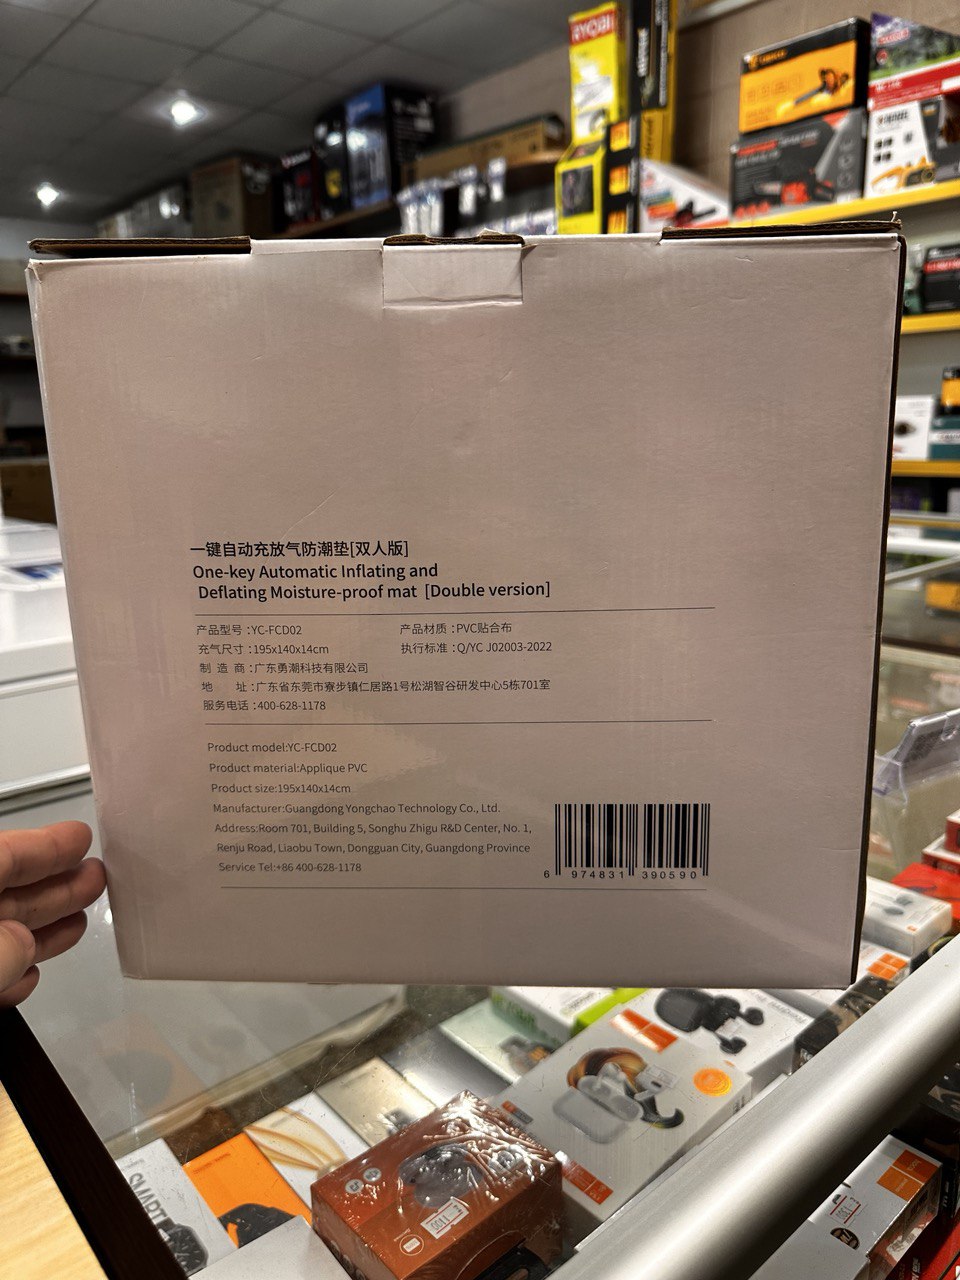 RYOBI
一键自动充放气防潮垫[双人版]
One-key Automatic Inflating and
Deflating Moisture-proof mat [Double version]
产品型号 :YC-FCD02
产品材质 :PVC贴合布
充气尺寸 :195x140x14cm
执行标准 :Q/YC J02003-2022
制 造 商 :广东勇潮科技有限公司
地 址 :广东省东莞市寮步镇仁居路1号松湖智谷研发中心5栋701室
服务电话 :400-628-1178
Product model:YC-FCD02
Product material:Applique PVC
Product size:195x140x14cm
Manufacturer:Guangdong Yongchao Technology Co., Ltd.
Address:Room 701, Building 5, Songhu Zhigu R&D Center, No. 1,
Renju Road, Liaobu Town, Dongguan City, Guangdong Province
Service Tel:+86 400-628-1178
6 974831 390590
SMART